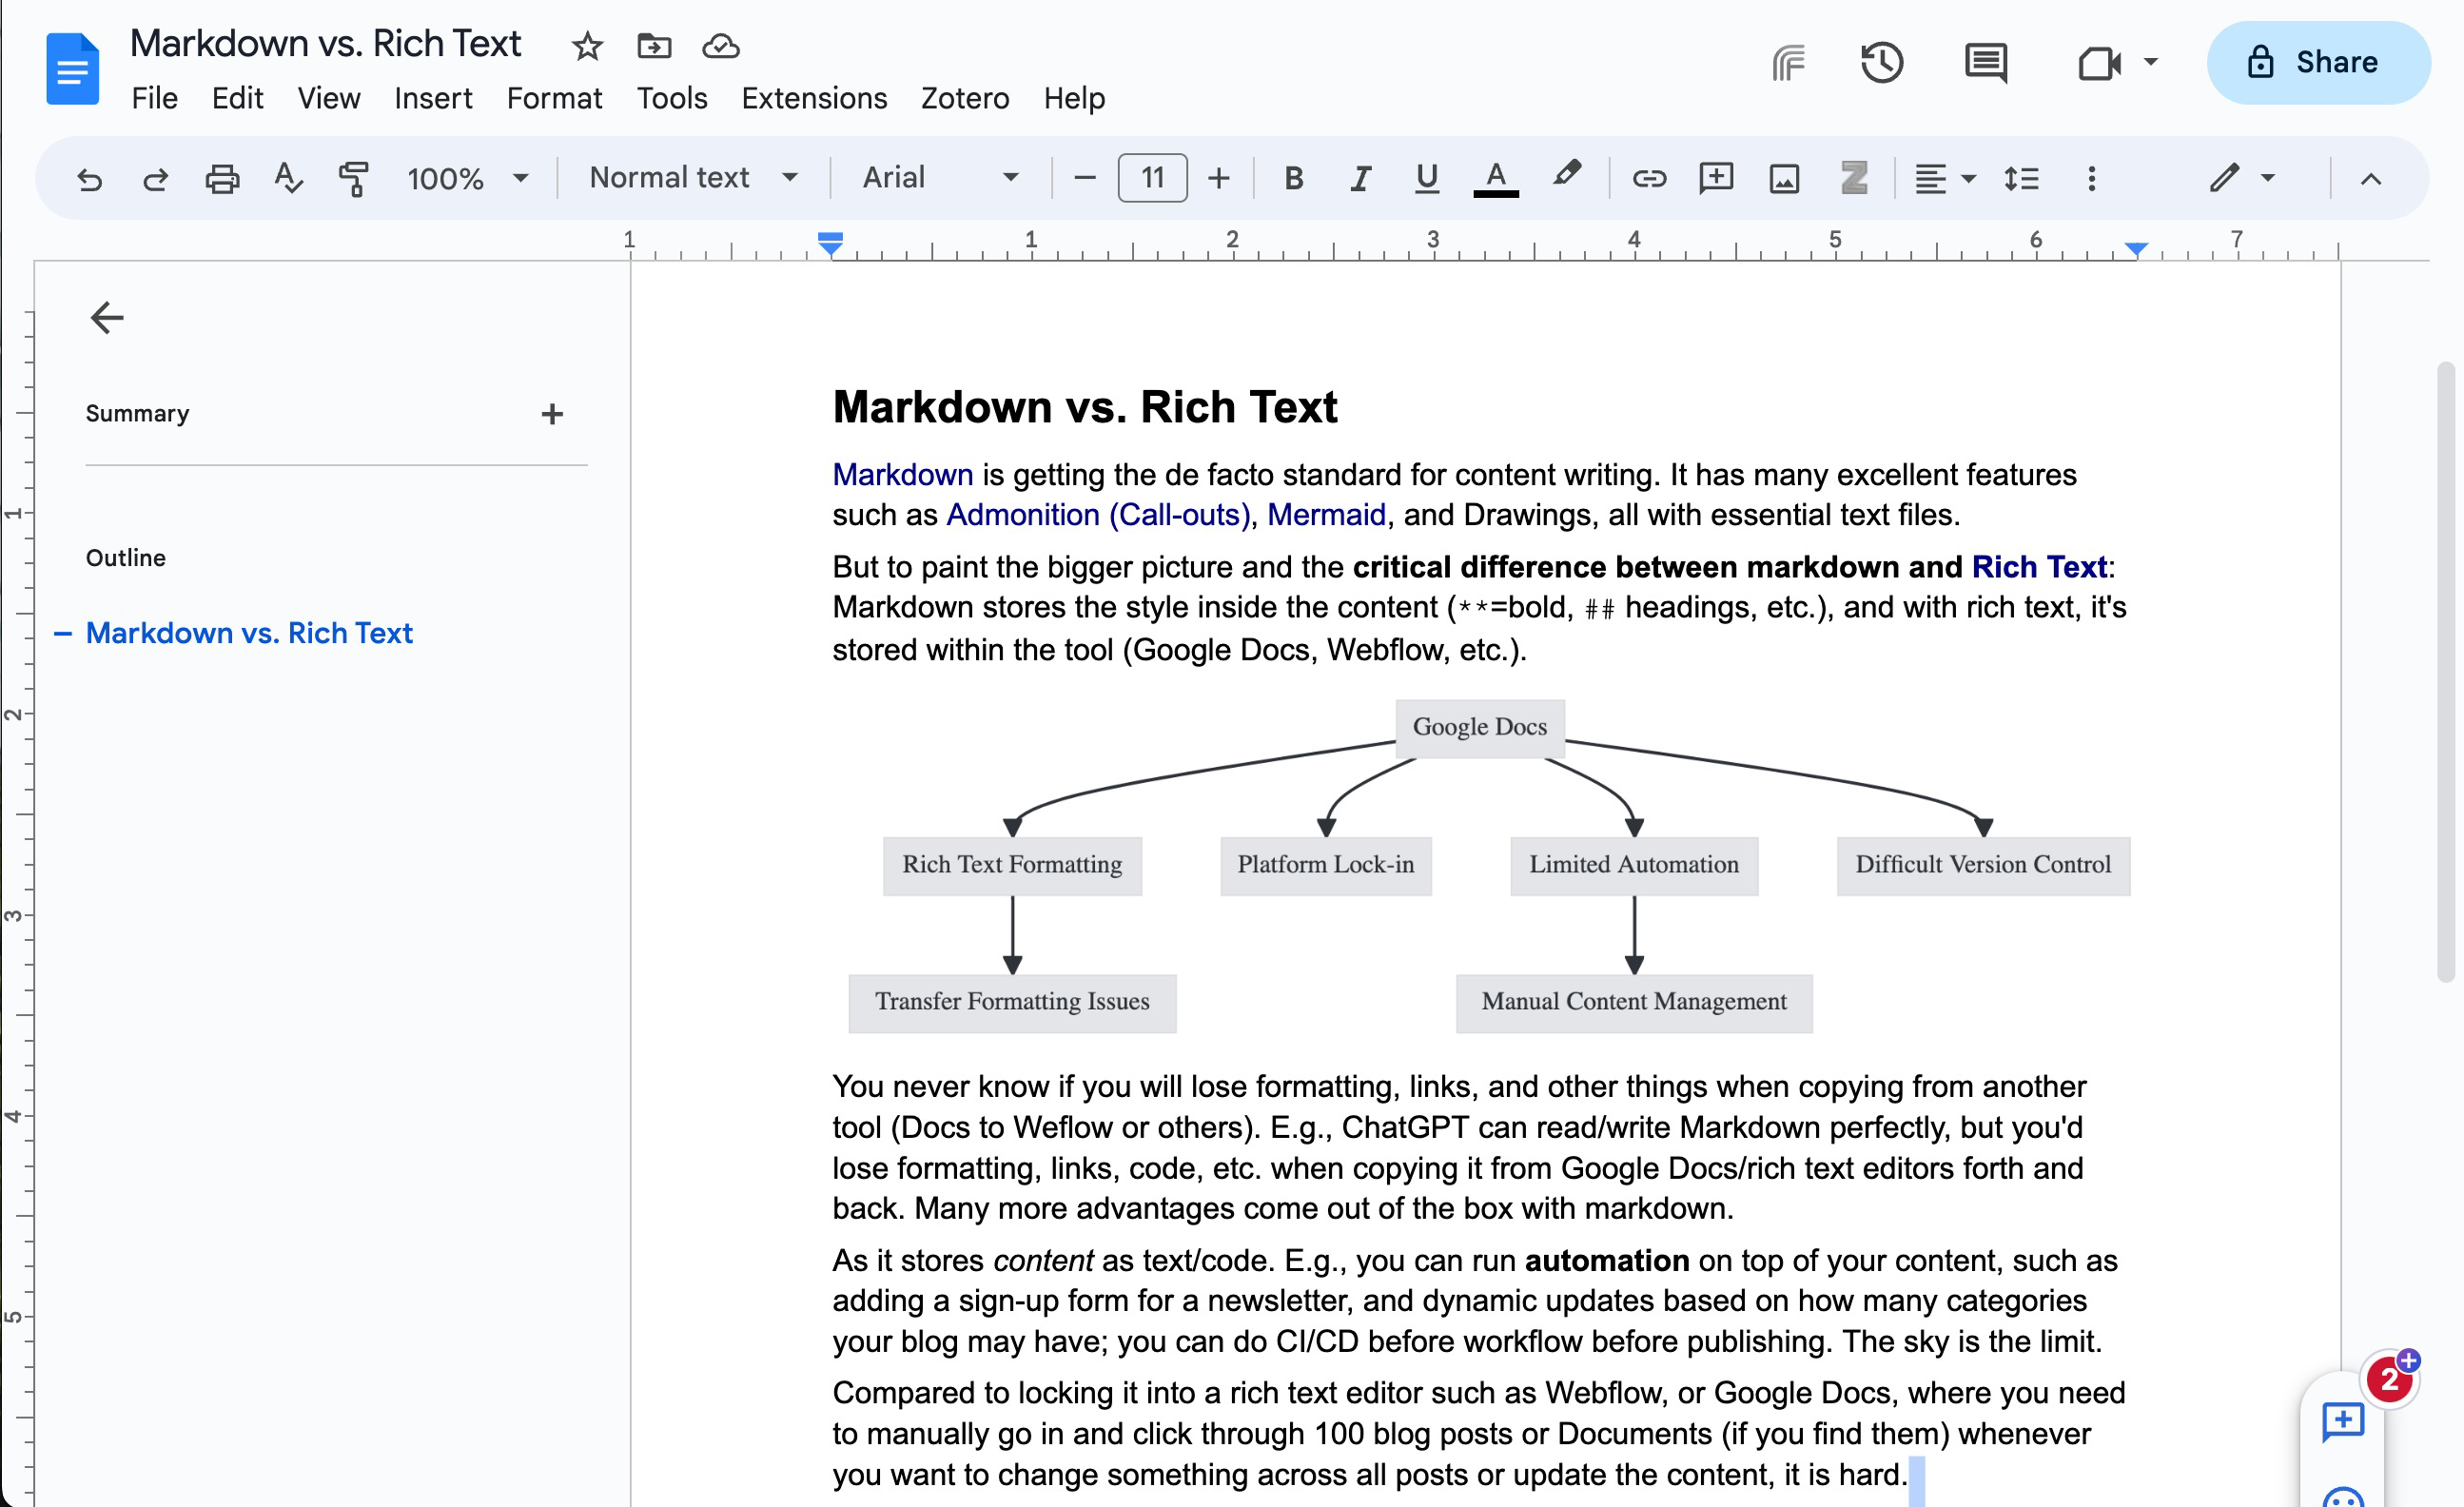 Markdown vs. Rich Text
File Edit View Insert Format Tools Extensions Zotero Help
Share
100% Normal text Arial 11 B I U A Z
1 1 2 3 4 5 6 7
Summary
Outline
Markdown vs. Rich Text
1
2
3
4
5
Markdown vs. Rich Text
Markdown is getting the de facto standard for content writing. It has many excellent features
such as Admonition (Call-outs), Mermaid, and Drawings, all with essential text files.
But to paint the bigger picture and the critical difference between markdown and Rich Text:
Markdown stores the style inside the content (**=bold, ## headings, etc.), and with rich text, it's
stored within the tool (Google Docs, Webflow, etc.).
Google Docs
Rich Text Formatting Platform Lock-in Limited Automation Difficult Version Control
Transfer Formatting Issues Manual Content Management
You never know if you will lose formatting, links, and other things when copying from another
tool (Docs to Weflow or others). E.g., ChatGPT can read/write Markdown perfectly, but you'd
lose formatting, links, code, etc. when copying it from Google Docs/rich text editors forth and
back. Many more advantages come out of the box with markdown.
As it stores content as text/code. E.g., you can run automation on top of your content, such as
adding a sign-up form for a newsletter, and dynamic updates based on how many categories
your blog may have; you can do CI/CD before workflow before publishing. The sky is the limit.
Compared to locking it into a rich text editor such as Webflow, or Google Docs, where you need
to manually go in and click through 100 blog posts or Documents (if you find them) whenever
you want to change something across all posts or update the content, it is hard.
2